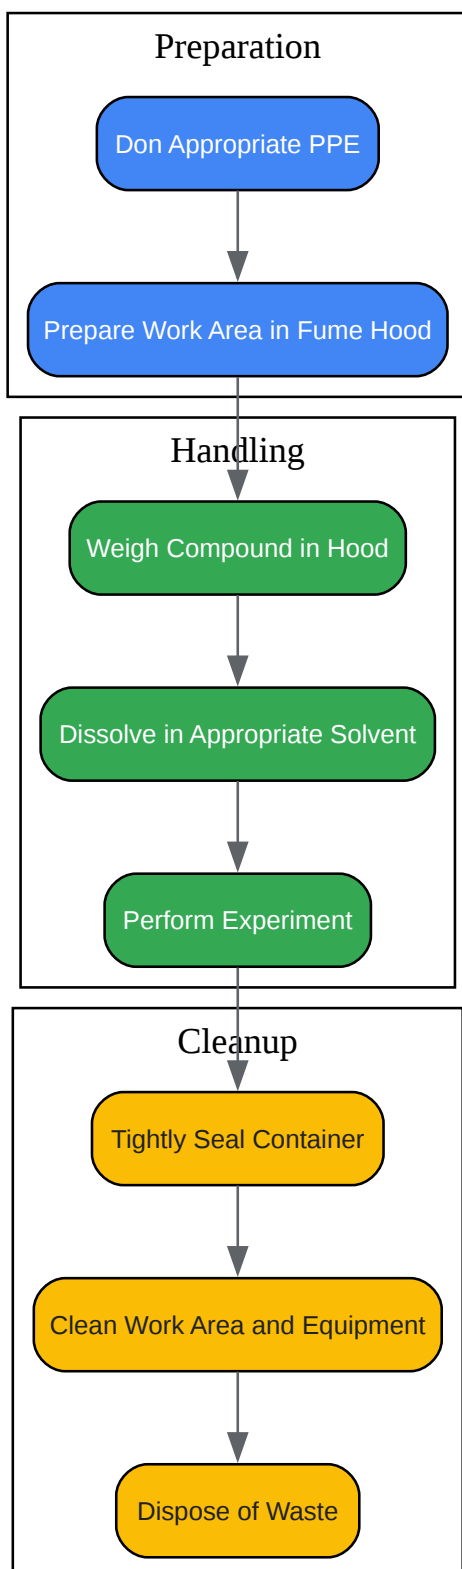 Preparation
Don Appropriate PPE
Prepare Work Area in Fume Hood
Handling
Weigh Compound in Hood
Dissolve in Appropriate Solvent
Perform Experiment
Cleanup
Tightly Seal Container
Clean Work Area and Equipment
Dispose of Waste